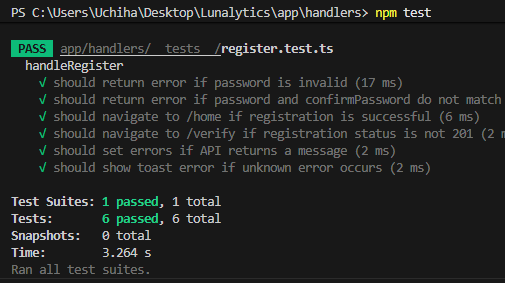 PS C:\Users\Uchiha\Desktop\Lunalytics\app\handlers> npm test
PASS app/handlers/__tests__/register.test.ts
handleRegister
√ should return error if password is invalid (17 ms)
√ should return error if password and confirmPassword do not match
√ should navigate to /home if registration is successful (6 ms)
√ should navigate to /verify if registration status is not 201 (2 m
√ should set errors if API returns a message (2 ms)
√ should show toast error if unknown error occurs (2 ms)
Test Suites: 1 passed, 1 total
Tests: 6 passed, 6 total
Snapshots: 0 total
Time: 3.264 s
Ran all test suites.